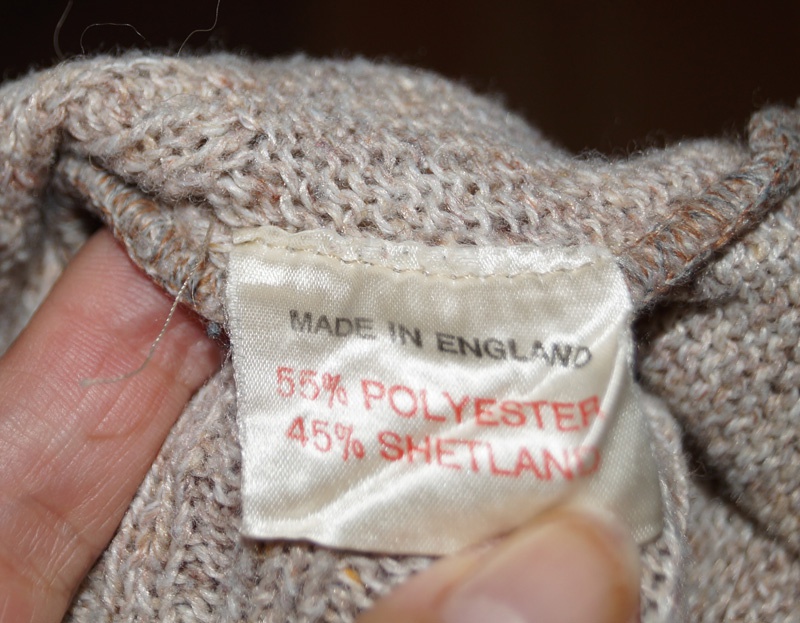 MADE IN ENGLAND
55% POLYESTER
45% SHETLAND